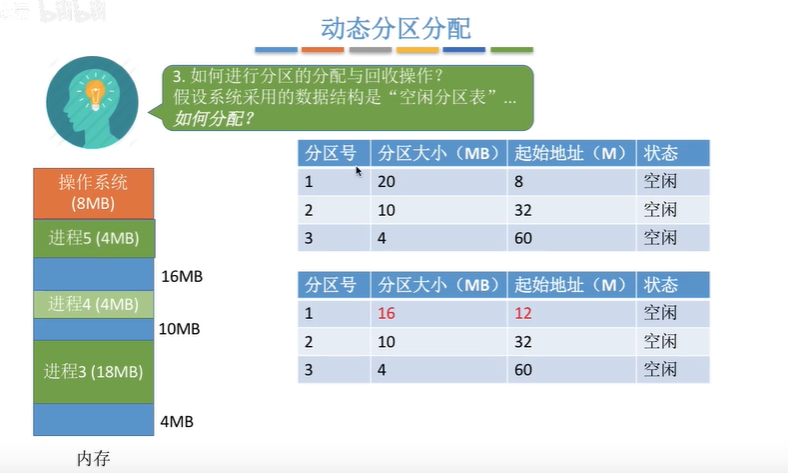 bilibili
动态分区分配
3. 如何进行分区的分配与回收操作？
假设系统采用的数据结构是“空闲分区表”...
如何分配？
分区号 分区大小（MB） 起始地址（M） 状态
1 20 8 空闲
2 10 32 空闲
3 4 60 空闲
分区号 分区大小（MB） 起始地址（M） 状态
1 16 12 空闲
2 10 32 空闲
3 4 60 空闲
操作系统
(8MB)
进程5 (4MB)
16MB
进程4 (4MB)
10MB
进程3 (18MB)
4MB
内存